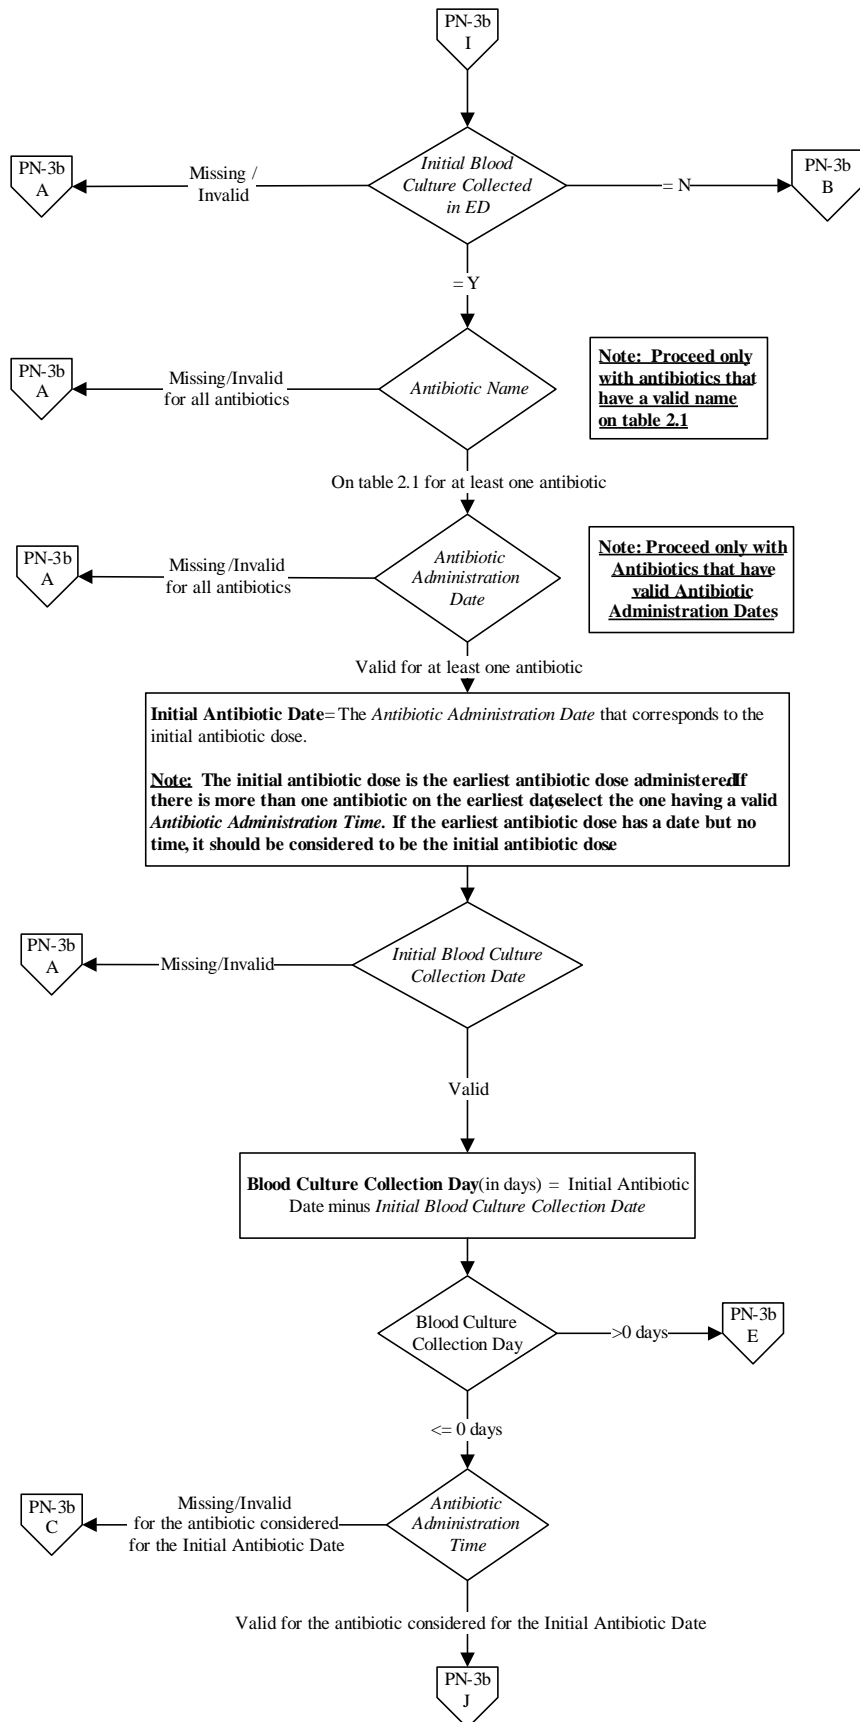 PN-3b
I
PN-3b
A
Missing /
Invalid
Initial Blood
Culture Collected
in ED
= N
PN-3b
B
= Y
PN-3b
A
Missing/Invalid
for all antibiotics
Antibiotic Name
Note:  Proceed only
with antibiotics that
have a valid name
on table 2.1
On table 2.1 for at least one antibiotic
PN-3b
A
Missing /Invalid
for all antibiotics
Antibiotic
Administration
Date
Note: Proceed only with
Antibiotics that have
valid Antibiotic
Administration Dates
Valid for at least one antibiotic
Initial Antibiotic Date= The Antibiotic Administration Date that corresponds to the
initial antibiotic dose.
Note:  The initial antibiotic dose is the earliest antibiotic dose administered.If
there is more than one antibiotic on the earliest date,select the one having a valid
Antibiotic Administration Time. If the earliest antibiotic dose has a date but no
time, it should be considered to be the initial antibiotic dose.
PN-3b
A
Missing/Invalid
Initial Blood Culture
Collection Date
Valid
Blood Culture Collection Day(in days) =  Initial Antibiotic
Date minus Initial Blood Culture Collection Date
Blood Culture
Collection Day
>0 days
PN-3b
E
<= 0 days
PN-3b
C
Missing/Invalid
for the antibiotic considered
for the Initial Antibiotic Date
Antibiotic
Administration
Time
Valid for the antibiotic considered for the Initial Antibiotic Date
PN-3b
J